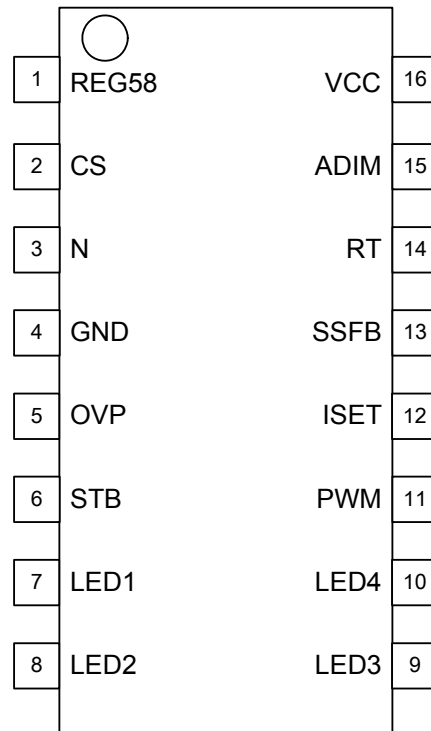 1 REG58 VCC 16
2 CS ADIM 15
3 N RT 14
4 GND SSFB 13
5 OVP ISET 12
6 STB PWM 11
7 LED1 LED4 10
8 LED2 LED3 9